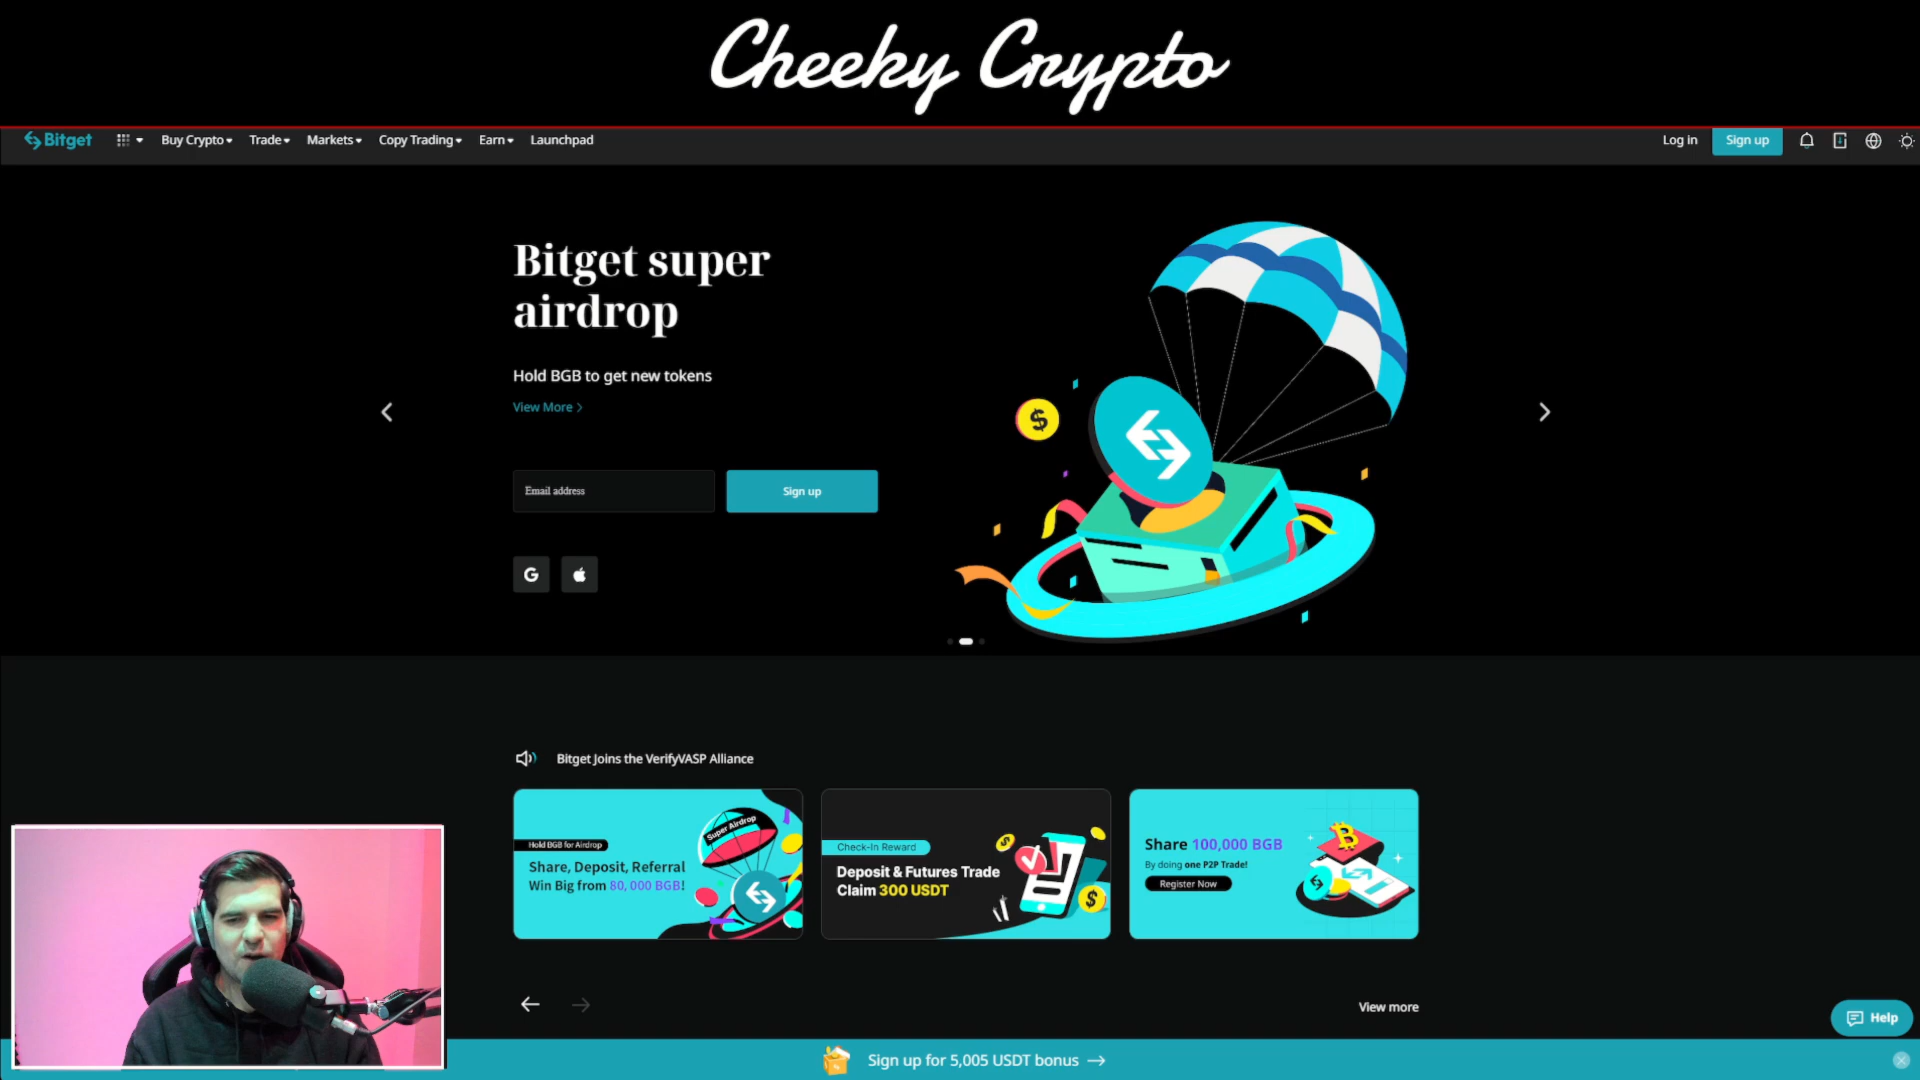 Cheeky Crypto
Bitget
Buy Crypto
Trade
Markets
Copy Trading
Earn
Launchpad
Log in
Sign up
Bitget super
airdrop
Hold BGB to get new tokens
View More
Email address
Sign up
G
Bitget Joins the VerifyVASP Alliance
Super Airdrop
Hold BGB for Airdrop
Share, Deposit, Referral
Win Big from 80,000 BGB!
Check-In Reward
Deposit & Futures Trade
Claim 300 USDT
Share 100,000 BGB
By doing one P2P Trade!
Register Now
View more
Help
Sign up for 5,005 USDT bonus